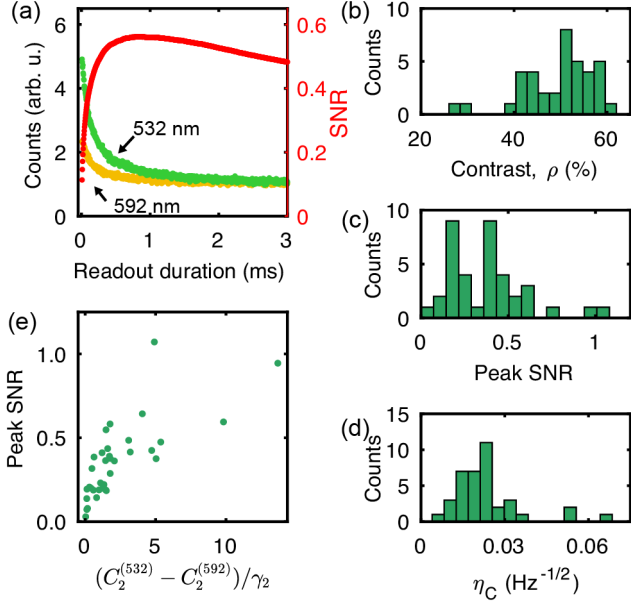 (a)
Counts (arb. u.)
6
4
2
0
532 nm
592 nm
0.6
0.4
0.2
0
SNR
0 1 2 3
Readout duration (ms)
(b)
Counts
10
5
0
20 40 60
Contrast, ρ (%)
(c)
Counts
10
5
0
0 0.5 1
Peak SNR
(d)
Counts
15
10
5
0
0 0.03 0.06
η_C (Hz^-1/2)
(e)
Peak SNR
1.0
0.5
0.0
0 5 10
(C_2^(532) − C_2^(592))/γ_2